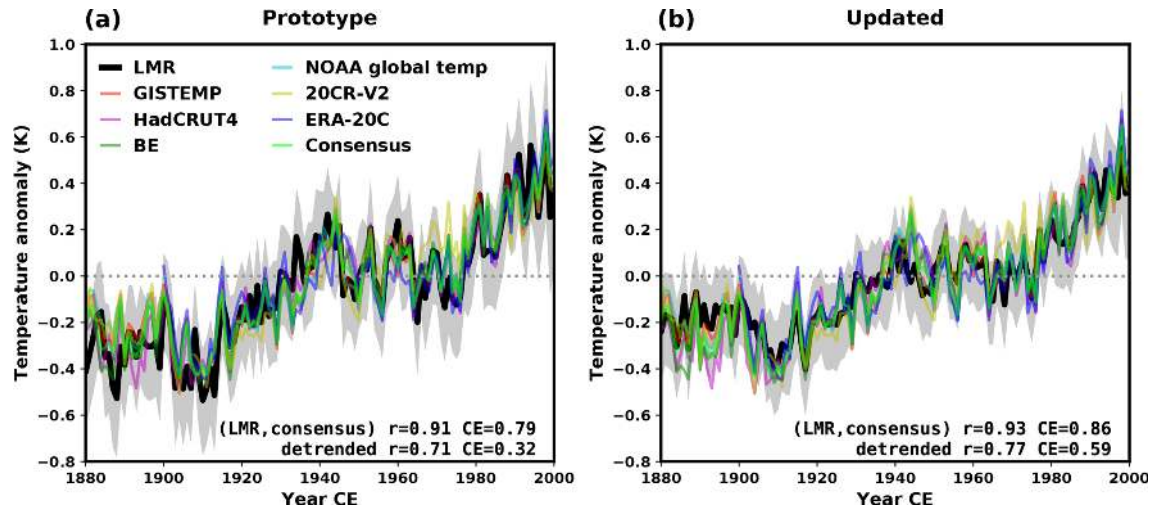 (a) Prototype
1.0
0.8
0.6
0.4
0.2
0.0
−0.2
−0.4
−0.6
−0.8
Temperature anomaly (K)
LMR
GISTEMP
HadCRUT4
BE
NOAA global temp
20CR-V2
ERA-20C
Consensus
(LMR,consensus) r=0.91 CE=0.79
detrended r=0.71 CE=0.32
1880 1900 1920 1940 1960 1980 2000
Year CE
(b) Updated
1.0
0.8
0.6
0.4
0.2
0.0
−0.2
−0.4
−0.6
−0.8
Temperature anomaly (K)
(LMR,consensus) r=0.93 CE=0.86
detrended r=0.77 CE=0.59
1880 1900 1920 1940 1960 1980 2000
Year CE